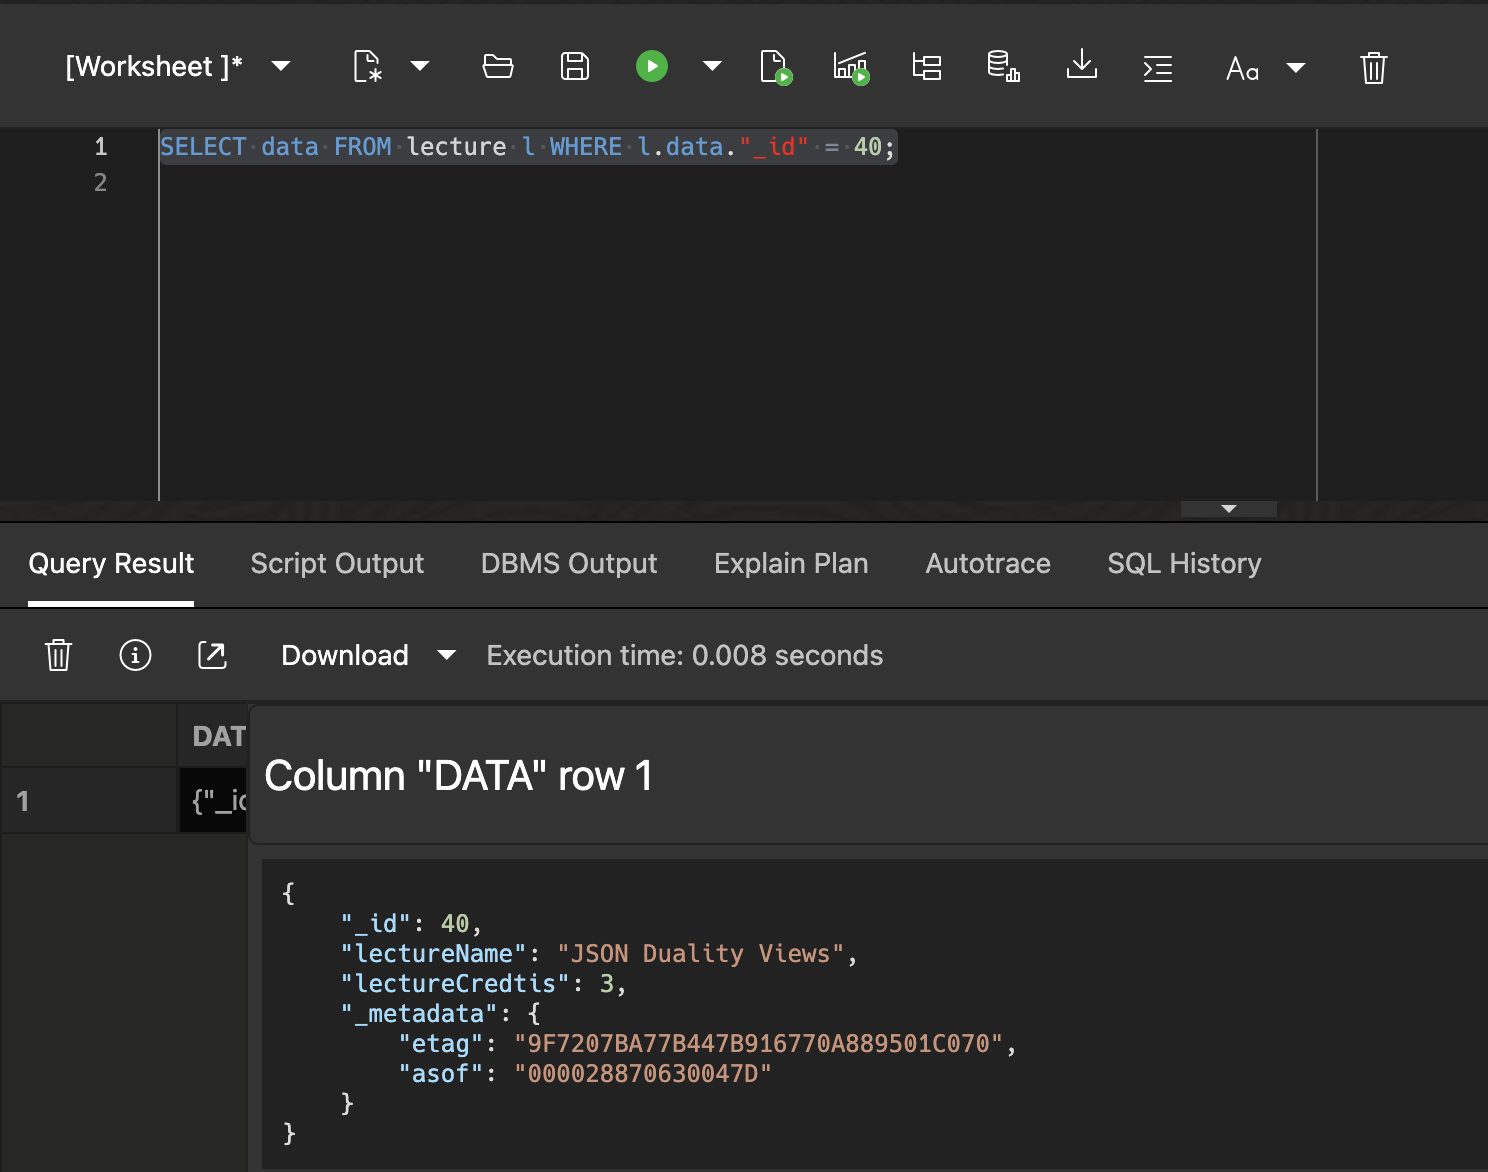 [Worksheet ]*
Aa
1 SELECT data FROM lecture l WHERE l.data."_id" = 40;
2
Query Result Script Output DBMS Output Explain Plan Autotrace SQL History
Download Execution time: 0.008 seconds
DAT
Column "DATA" row 1
1 {"_id
{
"_id": 40,
"lectureName": "JSON Duality Views",
"lectureCredtis": 3,
"_metadata": {
"etag": "9F7207BA77B447B916770A889501C070",
"asof": "000028870630047D"
}
}